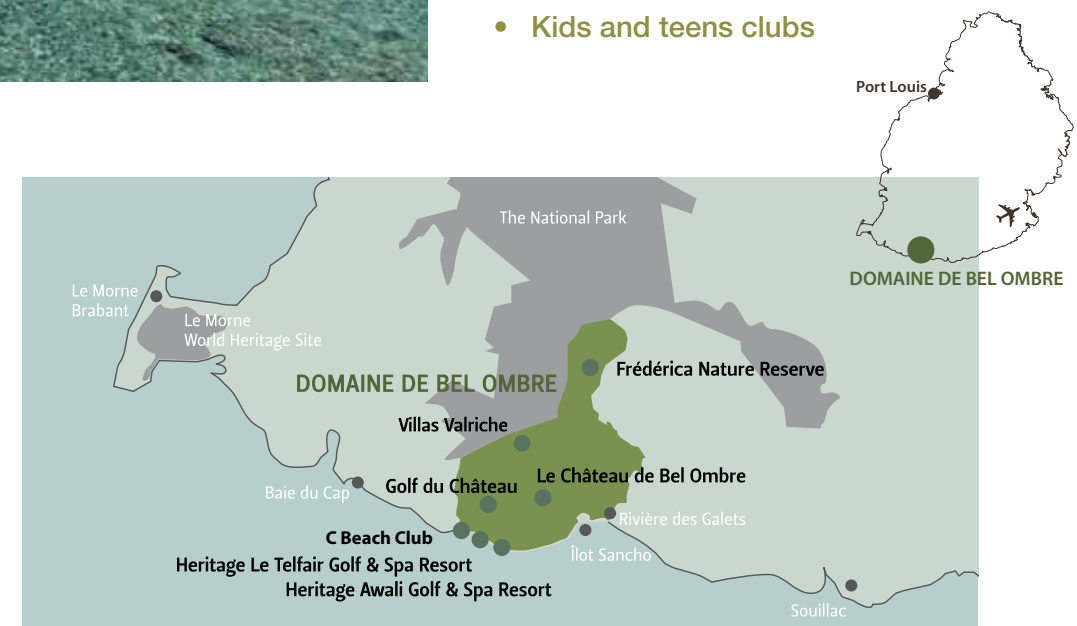 • Kids and teens clubs
Port Louis
DOMAINE DE BEL OMBRE
The National Park
Le Morne
Brabant
Le Morne
World Heritage Site
Frédérica Nature Reserve
DOMAINE DE BEL OMBRE
Villas Valriche
Le Château de Bel Ombre
Golf du Château
Baie du Cap
Rivière des Galets
C Beach Club
Îlot Sancho
Heritage Le Telfair Golf & Spa Resort
Heritage Awali Golf & Spa Resort
Souillac